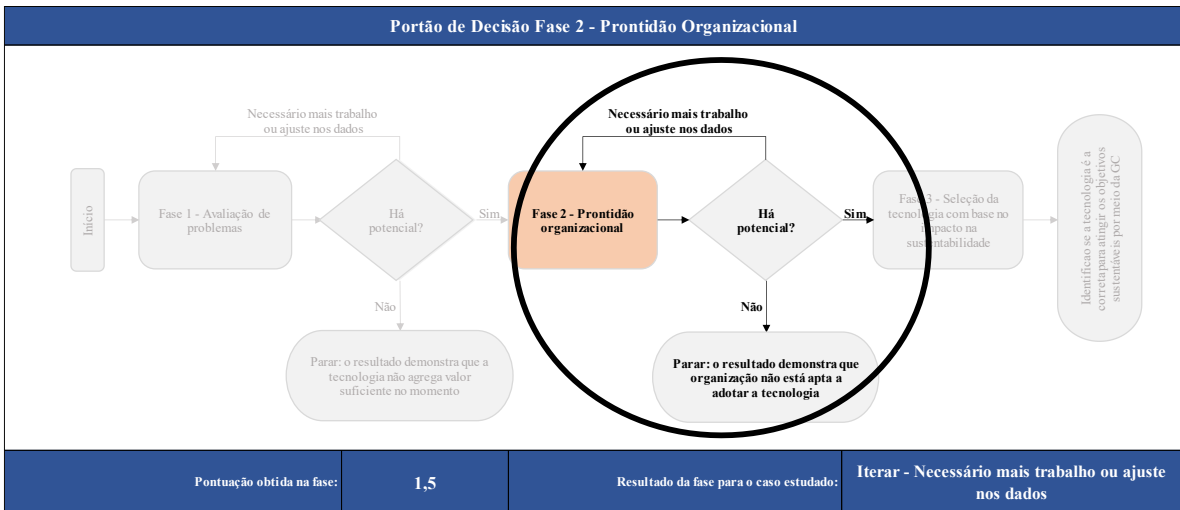 Portão de Decisão Fase 2 - Prontidão Organizacional
Necessário mais trabalho
ou ajuste nos dados
Necessário mais trabalho
ou ajuste nos dados
Início
Fase 1 - Avaliação de
problemas
Há
potencial?
Sim
Fase 2 - Prontidão
organizacional
Há
potencial?
Sim
Fase 3 - Seleção da
tecnologia com base no
impacto na
sustentabilidade
Identificao se a tecnologia é a
correta para atingir os objetivos
sustentáveis por meio da GC
Não
Não
Parar: o resultado demonstra que a
tecnologia não agrega valor
suficiente no momento
Parar: o resultado demonstra que
organização não está apta a
adotar a tecnologia
Pontuação obtida na fase:
1,5
Resultado da fase para o caso estudado:
Iterar - Necessário mais trabalho ou ajuste
nos dados